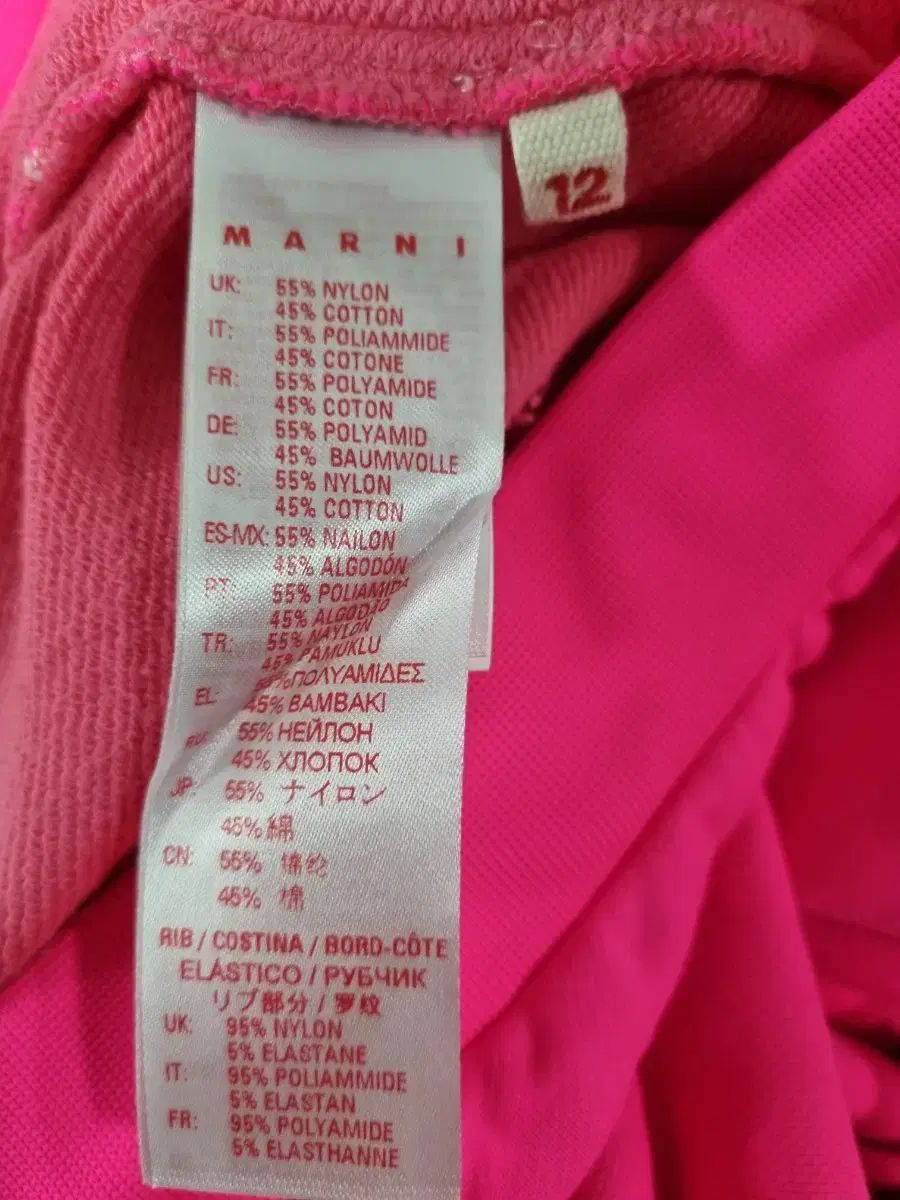 12
MARNI
UK: 55% NYLON
45% COTTON
IT: 55% POLIAMMIDE
45% COTONE
FR: 55% POLYAMIDE
45% COTON
DE: 55% POLYAMID
45% BAUMWOLLE
US: 55% NYLON
45% COTTON
ES-MX: 55% NAILON
45% ALGODÓN
PT: 55% POLIAMIDA
45% ALGODÃO
TR: 55% NAYLON
45% PAMUKLU
EL: 55% ΠΟΛΥΑΜΙΔΕΣ
45% ΒΑΜΒΑΚΙ
RU: 55% НЕЙЛОН
45% ХЛОПОК
JP: 55% ナイロン
45% 綿
CN: 55% 锦纶
45% 棉
RIB / COSTINA / BORD-CÔTE
ELÁSTICO / РУБЧИК
リブ部分 / 罗纹
UK: 95% NYLON
5% ELASTANE
IT: 95% POLIAMMIDE
5% ELASTAN
FR: 95% POLYAMIDE
5% ELASTHANNE